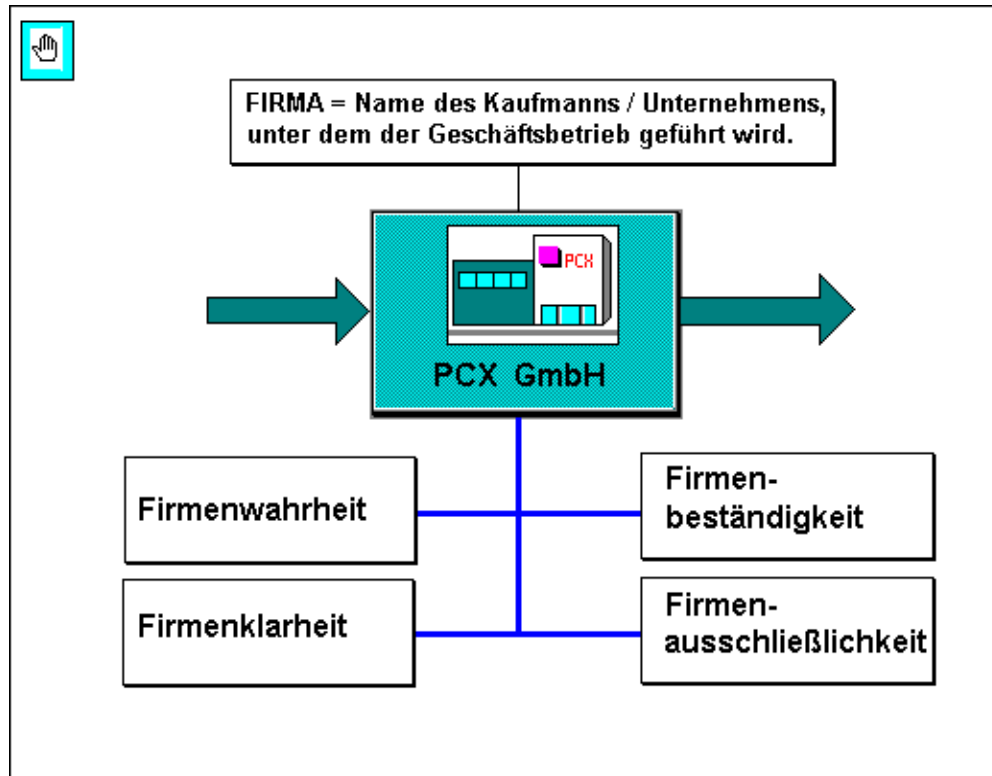 FIRMA = Name des Kaufmanns / Unternehmens,
unter dem der Geschäftsbetrieb geführt wird.
PCX
PCX GmbH
Firmenwahrheit
Firmen-
beständigkeit
Firmenklarheit
Firmen-
ausschließlichkeit